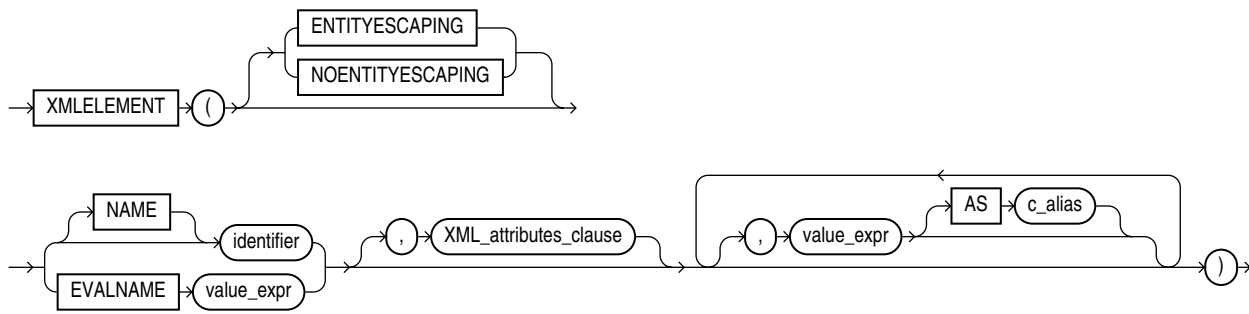 ENTITYESCAPING
NOENTITYESCAPING
XMLELEMENT (
NAME
identifier
EVALNAME value_expr
, XML_attributes_clause
AS c_alias
, value_expr
)